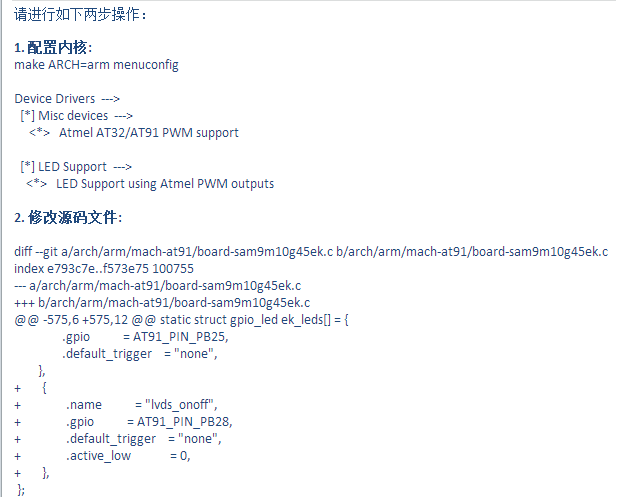 请进行如下两步操作：
1. 配置内核:
make ARCH=arm menuconfig
Device Drivers --->
[*] Misc devices --->
<*> Atmel AT32/AT91 PWM support
[*] LED Support --->
<*> LED Support using Atmel PWM outputs
2. 修改源码文件:
diff --git a/arch/arm/mach-at91/board-sam9m10g45ek.c b/arch/arm/mach-at91/board-sam9m10g45ek.c
index e793c7e..f573e75 100755
--- a/arch/arm/mach-at91/board-sam9m10g45ek.c
+++ b/arch/arm/mach-at91/board-sam9m10g45ek.c
@@ -575,6 +575,12 @@ static struct gpio_led ek_leds[] = {
.gpio = AT91_PIN_PB25,
.default_trigger = "none",
},
+ {
+ .name = "lvds_onoff",
+ .gpio = AT91_PIN_PB28,
+ .default_trigger = "none",
+ .active_low = 0,
+ },
};